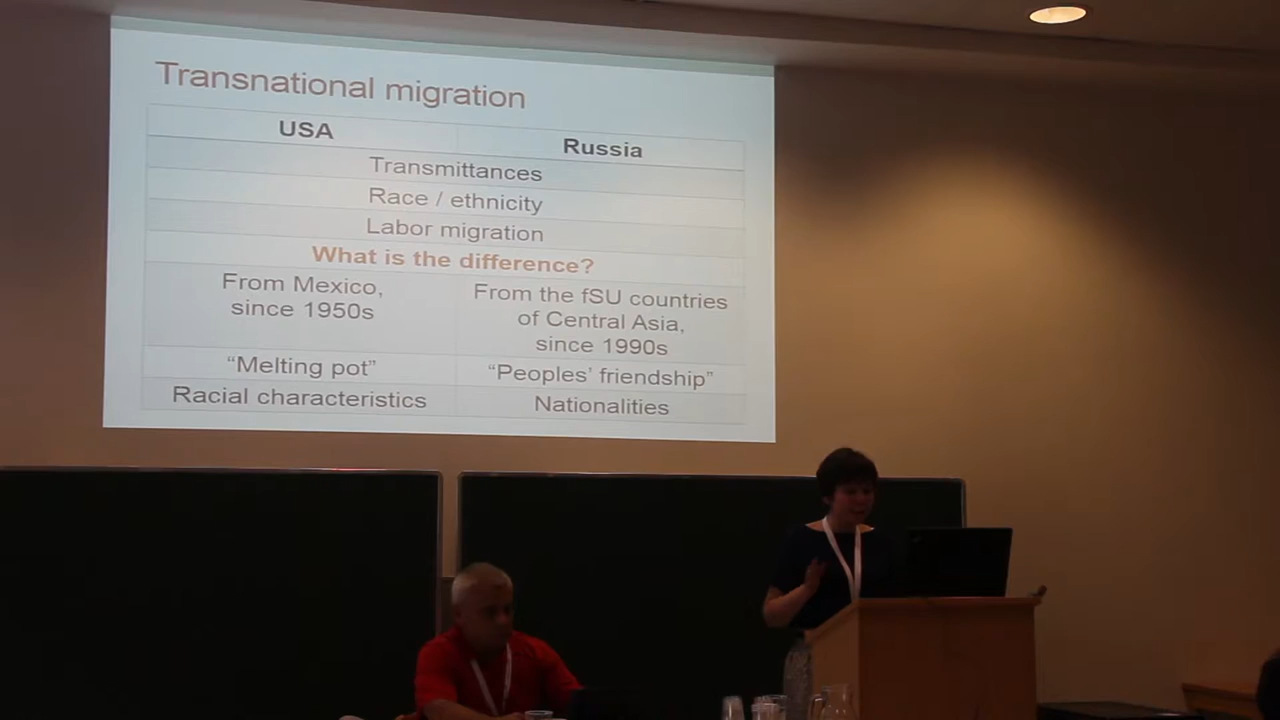 Transnational migration
USA
Russia
Transmittances
Race / ethnicity
Labor migration
What is the difference?
From Mexico,
since 1950s
From the fSU countries
of Central Asia,
since 1990s
“Melting pot”
“Peoples’ friendship”
Racial characteristics
Nationalities